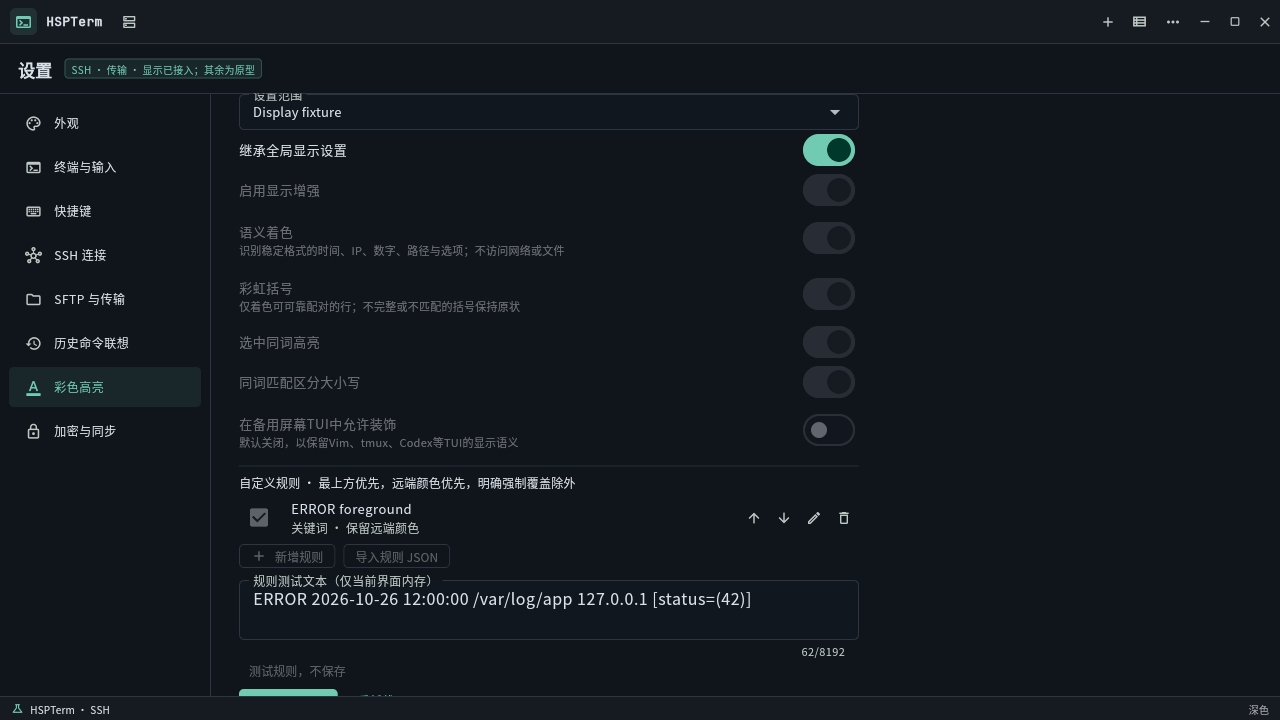 HSPTerm
设置
SSH · 传输 · 显示已接入；其余为原型
外观
终端与输入
快捷键
SSH 连接
SFTP 与传输
历史命令联想
彩色高亮
加密与同步
设置范围
Display fixture
继承全局显示设置
启用显示增强
语义着色
识别稳定格式的时间、IP、数字、路径与选项；不访问网络或文件
彩虹括号
仅着色可可靠配对的行；不完整或不匹配的括号保持原状
选中同词高亮
同词匹配区分大小写
在备用屏幕TUI中允许装饰
默认关闭，以保留Vim、tmux、Codex等TUI的显示语义
自定义规则 · 最上方优先，远端颜色优先，明确强制覆盖除外
ERROR foreground
关键词 · 保留远端颜色
新增规则
导入规则 JSON
规则测试文本（仅当前界面内存）
ERROR 2026-10-26 12:00:00 /var/log/app 127.0.0.1 [status=(42)]
62/8192
测试规则，不保存
HSPTerm · SSH
深色